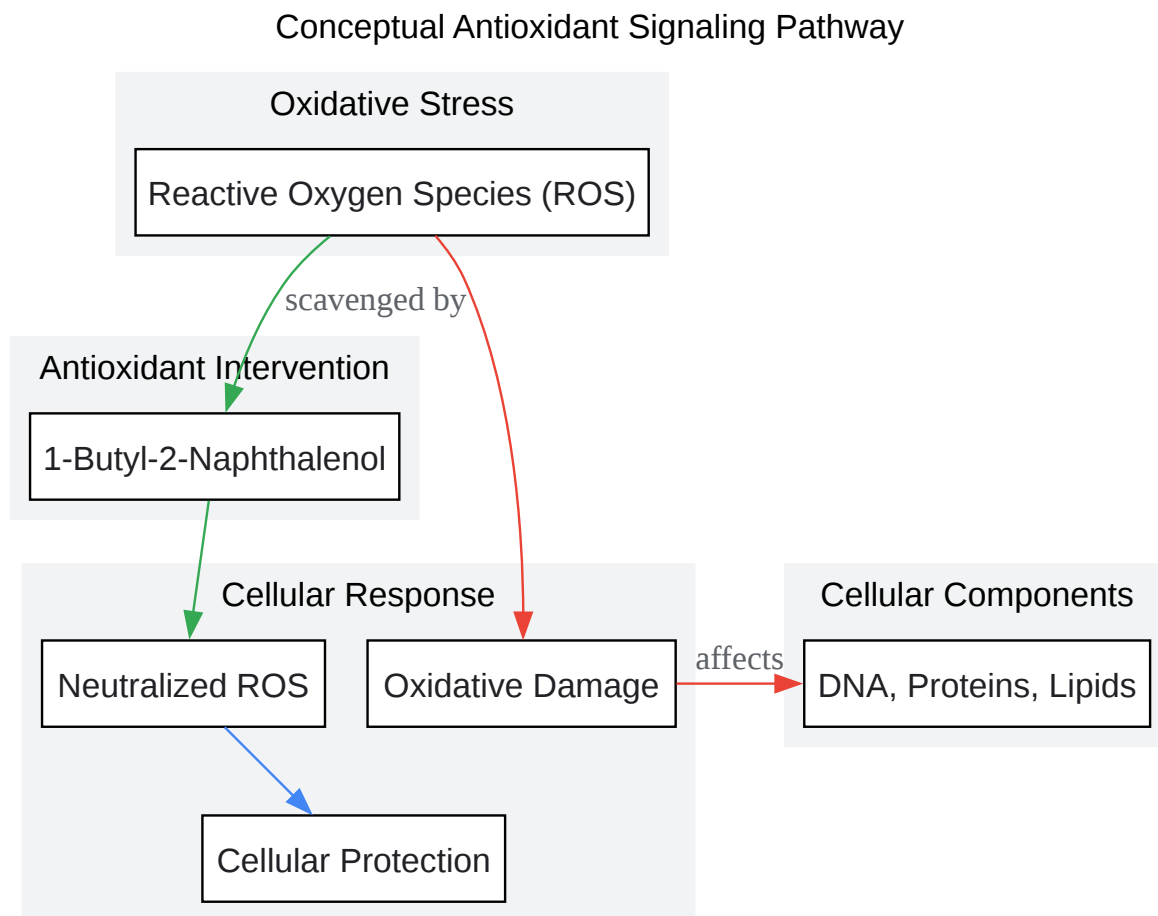 Conceptual Antioxidant Signaling Pathway
Oxidative Stress
Reactive Oxygen Species (ROS)
scavenged by
Antioxidant Intervention
1-Butyl-2-Naphthalenol
Cellular Response
Cellular Components
Neutralized ROS
Oxidative Damage
affects
DNA, Proteins, Lipids
Cellular Protection